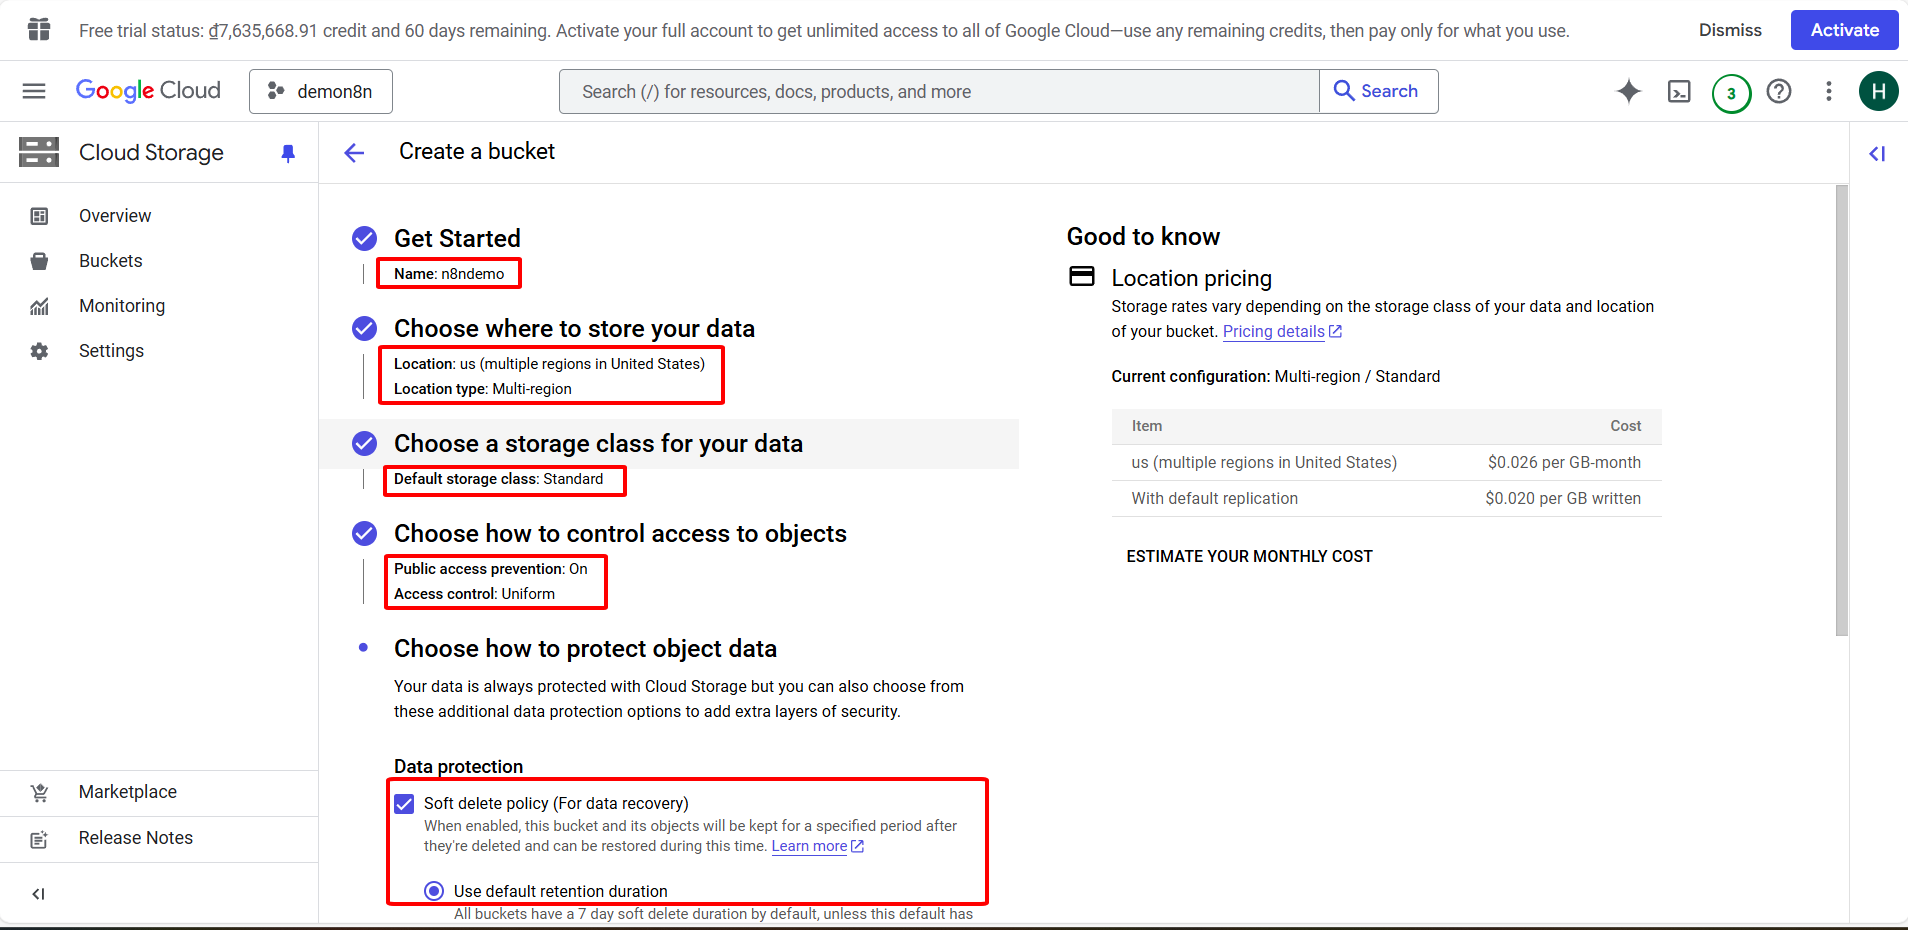 Free trial status: ₫7,635,668.91 credit and 60 days remaining. Activate your full account to get unlimited access to all of Google Cloud—use any remaining credits, then pay only for what you use.
Dismiss
Activate
Google Cloud
demon8n
Search (/) for resources, docs, products, and more
Search
3
H
Cloud Storage
Overview
Buckets
Monitoring
Settings
Marketplace
Release Notes
Create a bucket
Get Started
Name: n8ndemo
Choose where to store your data
Location: us (multiple regions in United States)
Location type: Multi-region
Choose a storage class for your data
Default storage class: Standard
Choose how to control access to objects
Public access prevention: On
Access control: Uniform
Choose how to protect object data
Your data is always protected with Cloud Storage but you can also choose from
these additional data protection options to add extra layers of security.
Data protection
Soft delete policy (For data recovery)
When enabled, this bucket and its objects will be kept for a specified period after
they're deleted and can be restored during this time. Learn more
Use default retention duration
All buckets have a 7 day soft delete duration by default, unless this default has
Good to know
Location pricing
Storage rates vary depending on the storage class of your data and location
of your bucket. Pricing details
Current configuration: Multi-region / Standard
Item Cost
us (multiple regions in United States) $0.026 per GB-month
With default replication $0.020 per GB written
ESTIMATE YOUR MONTHLY COST